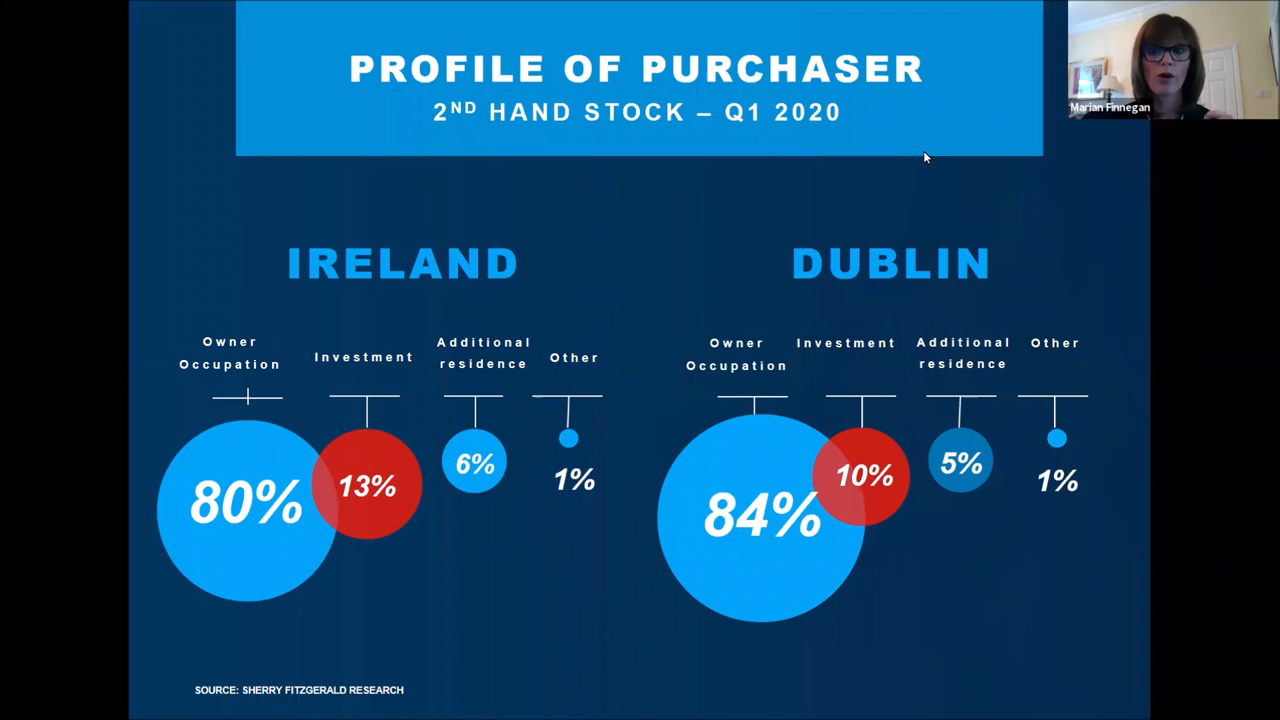 PROFILE OF PURCHASER
2ND HAND STOCK – Q1 2020
Marian Finnegan
IRELAND
Owner
Occupation
Investment
Additional
residence
Other
80%
13%
6%
1%
DUBLIN
Owner
Occupation
Investment
Additional
residence
Other
84%
10%
5%
1%
SOURCE: SHERRY FITZGERALD RESEARCH